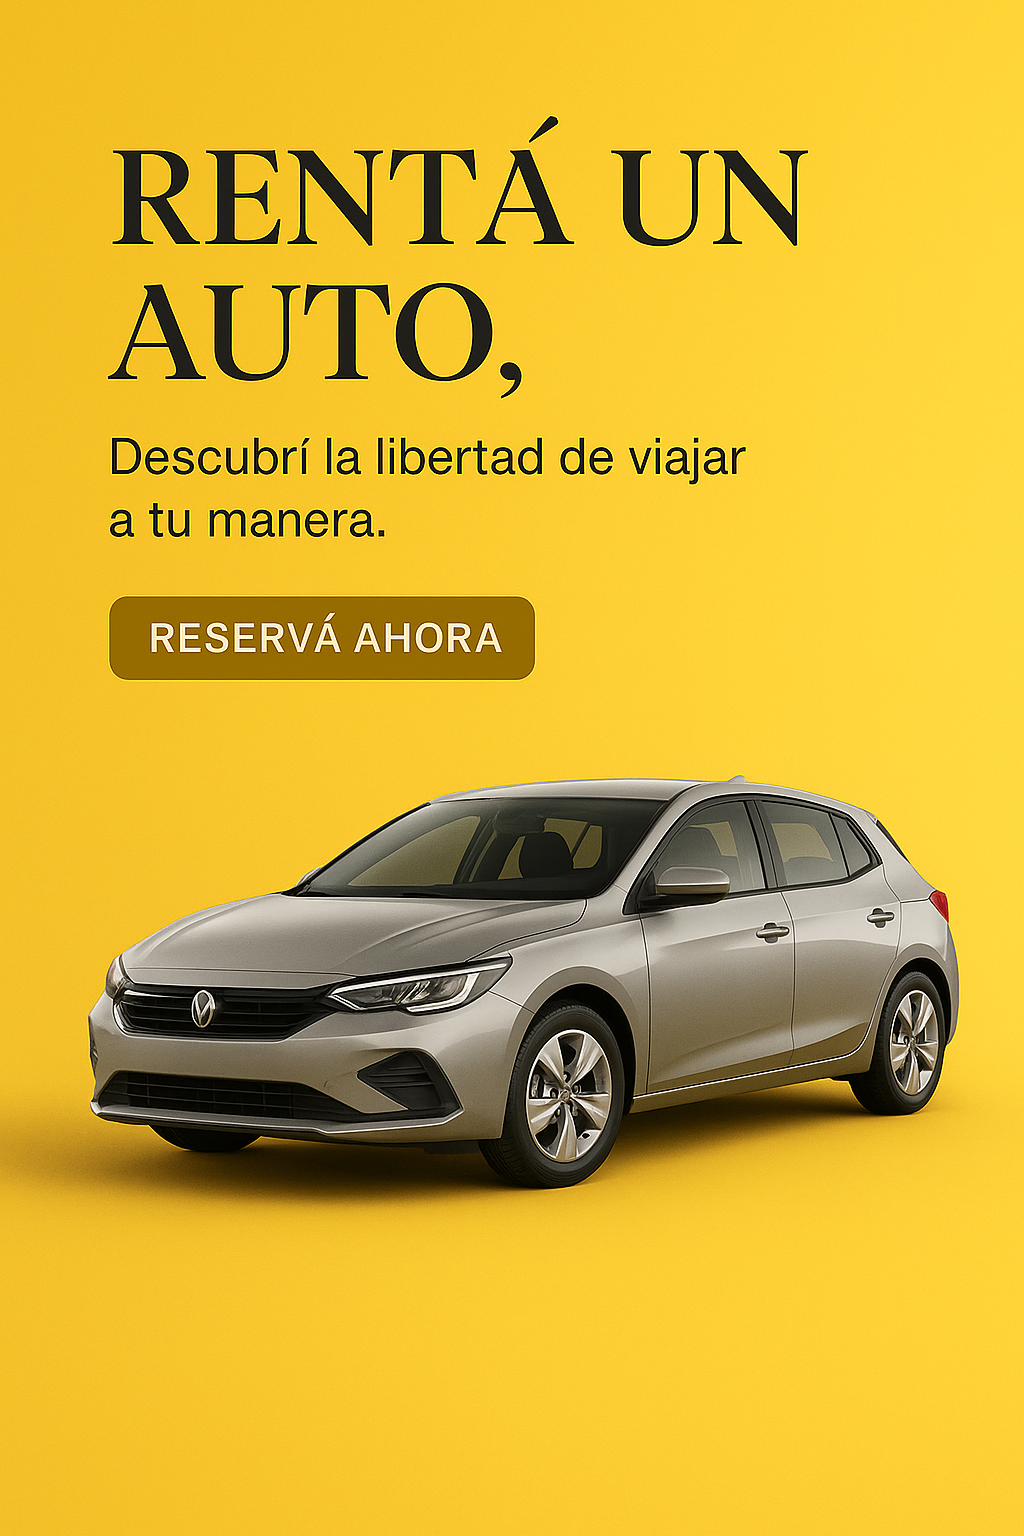 RENTÁ UN
AUTO,
Descubrí la libertad de viajar
a tu manera.
RESERVÁ AHORA